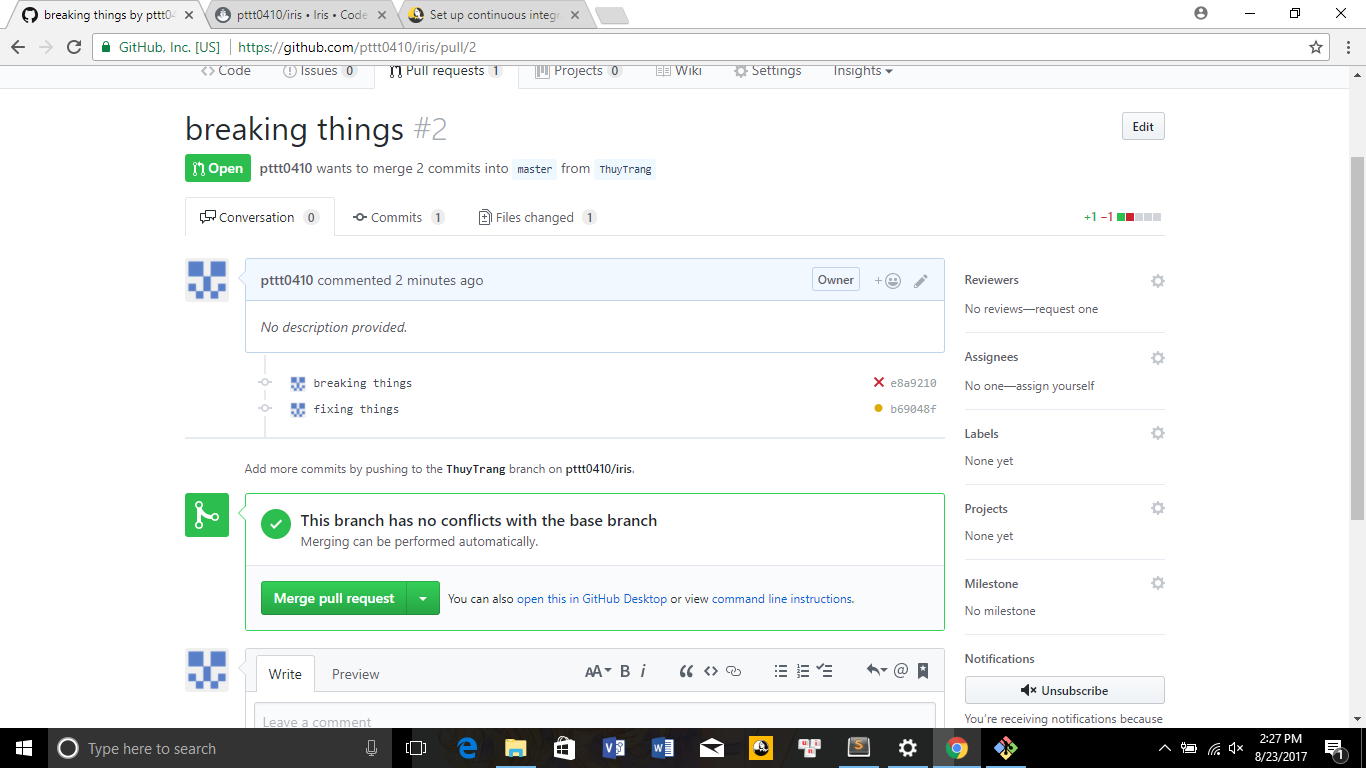 breaking things by pttt04
pttt0410/iris • Iris • Code
Set up continuous integr
GitHub, Inc. [US] https://github.com/pttt0410/iris/pull/2
Code Issues 0 Pull requests 1 Projects 0 Wiki Settings Insights
breaking things #2
Edit
Open pttt0410 wants to merge 2 commits into master from ThuyTrang
Conversation 0 Commits 1 Files changed 1 +1 −1
pttt0410 commented 2 minutes ago Owner
No description provided.
breaking things e8a9210
fixing things b69048f
Add more commits by pushing to the ThuyTrang branch on pttt0410/iris.
This branch has no conflicts with the base branch
Merging can be performed automatically.
Merge pull request You can also open this in GitHub Desktop or view command line instructions.
Write Preview AA B i
Leave a comment
Reviewers
No reviews—request one
Assignees
No one—assign yourself
Labels
None yet
Projects
None yet
Milestone
No milestone
Notifications
Unsubscribe
You're receiving notifications because
Type here to search
2:27 PM
8/23/2017
1